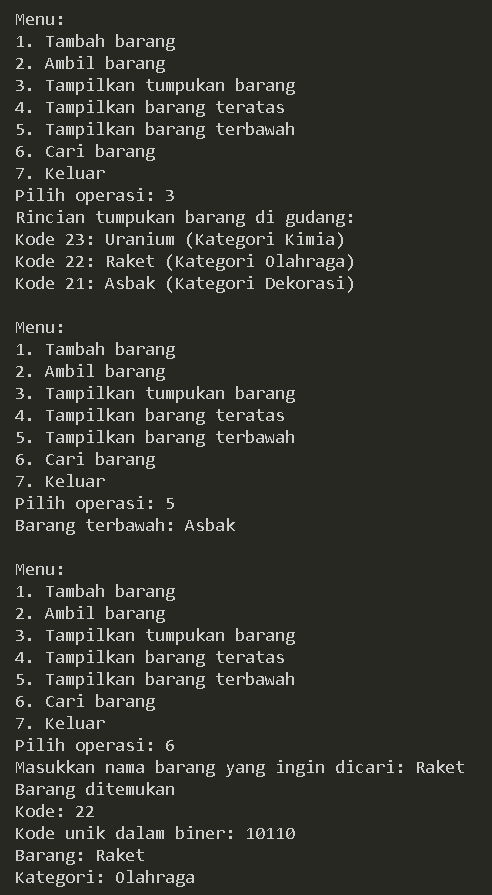 Menu:
1. Tambah barang
2. Ambil barang
3. Tampilkan tumpukan barang
4. Tampilkan barang teratas
5. Tampilkan barang terbawah
6. Cari barang
7. Keluar
Pilih operasi: 3
Rincian tumpukan barang di gudang:
Kode 23: Uranium (Kategori Kimia)
Kode 22: Raket (Kategori Olahraga)
Kode 21: Asbak (Kategori Dekorasi)

Menu:
1. Tambah barang
2. Ambil barang
3. Tampilkan tumpukan barang
4. Tampilkan barang teratas
5. Tampilkan barang terbawah
6. Cari barang
7. Keluar
Pilih operasi: 5
Barang terbawah: Asbak

Menu:
1. Tambah barang
2. Ambil barang
3. Tampilkan tumpukan barang
4. Tampilkan barang teratas
5. Tampilkan barang terbawah
6. Cari barang
7. Keluar
Pilih operasi: 6
Masukkan nama barang yang ingin dicari: Raket
Barang ditemukan
Kode: 22
Kode unik dalam biner: 10110
Barang: Raket
Kategori: Olahraga